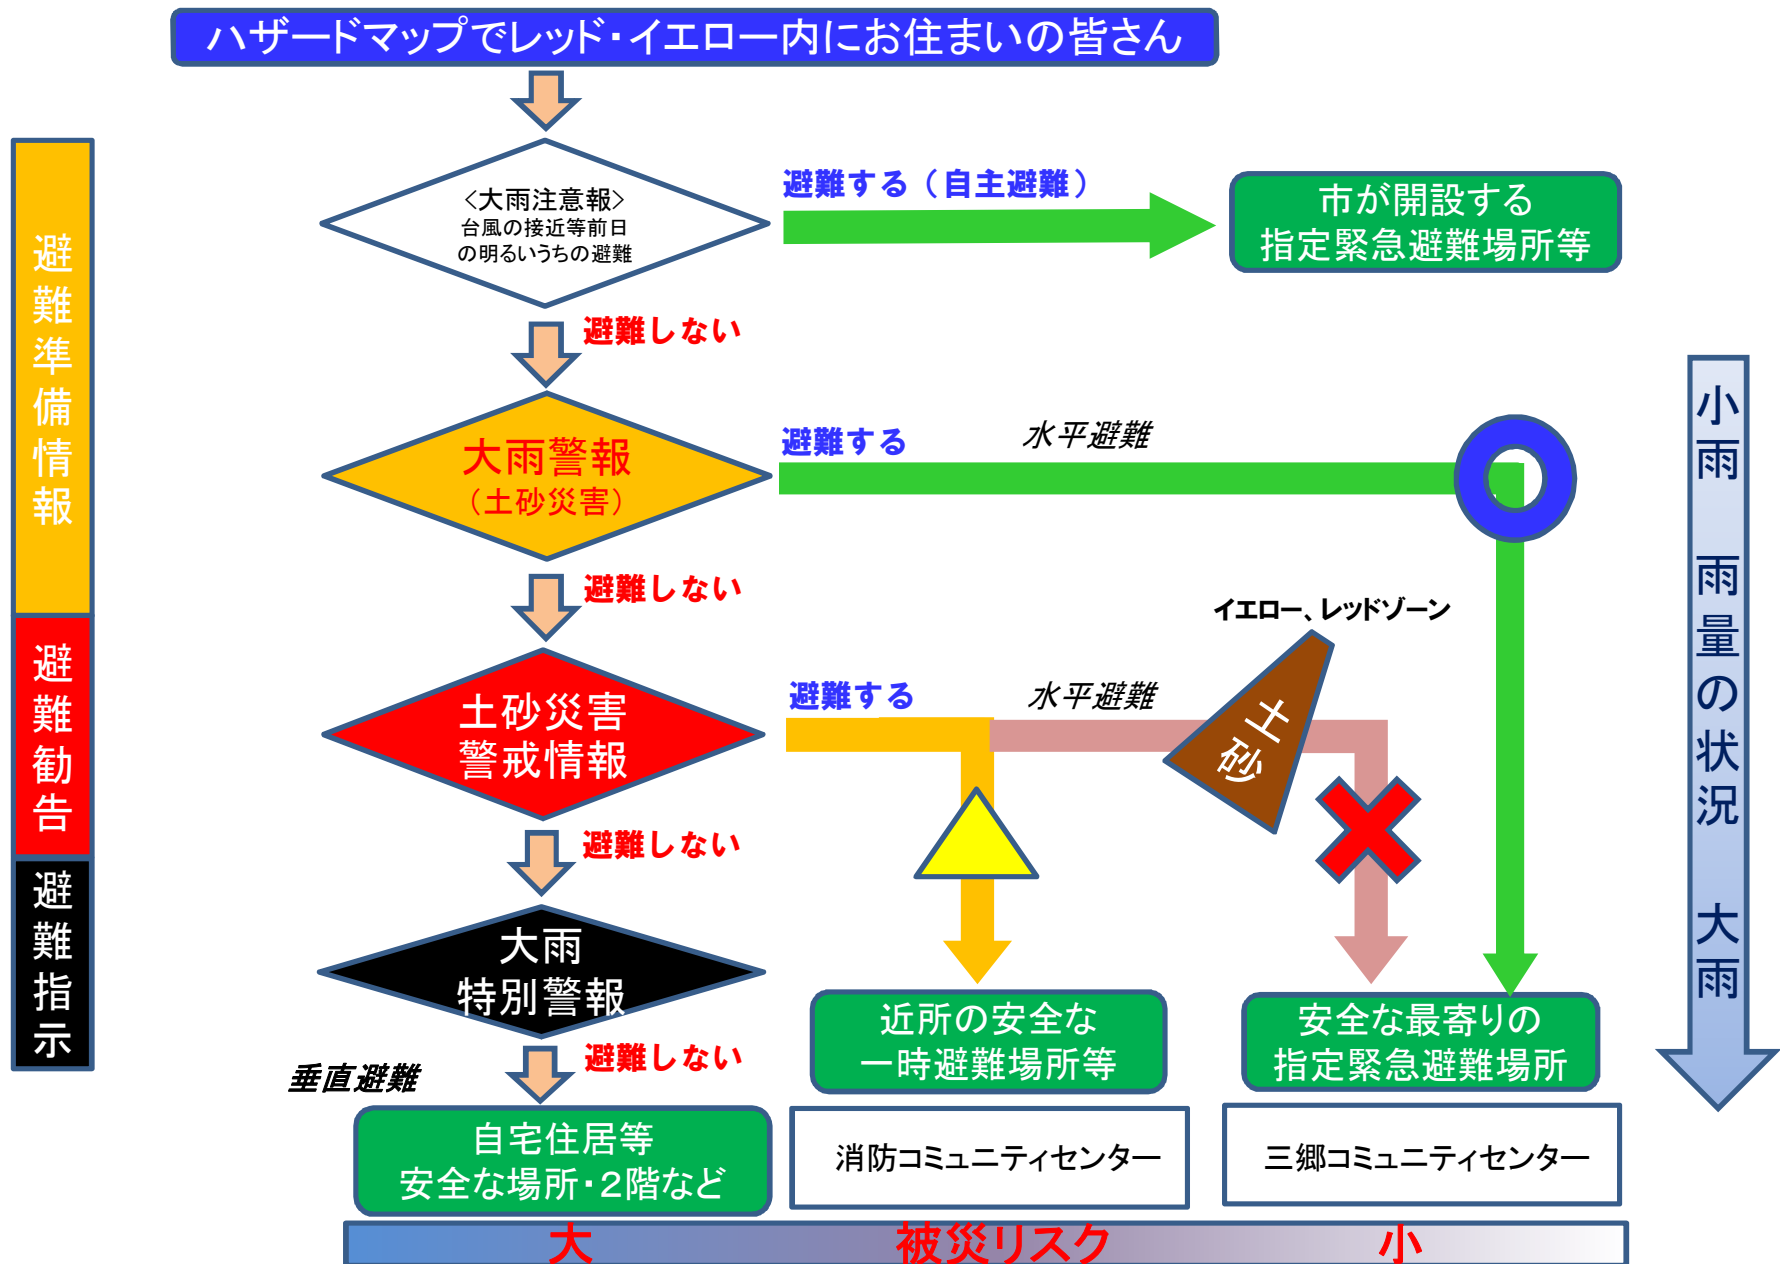 ハザードマップでレッド・イエロー内にお住まいの皆さん
避難準備情報
<大雨注意報>
台風の接近等前日
の明るいうちの避難
避難する（自主避難）
市が開設する
指定緊急避難場所等
避難しない
大雨警報
（土砂災害）
避難する
水平避難
小雨 雨量の状況 大雨
避難しない
イエロー、レッドゾーン
避難勧告
土砂災害
警戒情報
避難する
水平避難
土砂
避難しない
避難指示
大雨
特別警報
近所の安全な
一時避難場所等
安全な最寄りの
指定緊急避難場所
避難しない
垂直避難
自宅住居等
安全な場所・２階など
消防コミュニティセンター
三郷コミュニティセンター
大 被災リスク 小